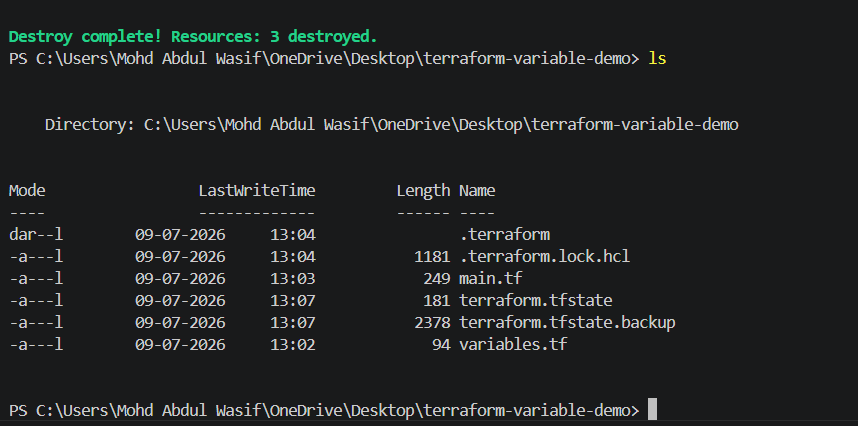 Destroy complete! Resources: 3 destroyed.
PS C:\Users\Mohd Abdul Wasif\OneDrive\Desktop\terraform-variable-demo> ls
Directory: C:\Users\Mohd Abdul Wasif\OneDrive\Desktop\terraform-variable-demo
Mode                 LastWriteTime         Length Name
----                 -------------         ------ ----
dar--l        09-07-2026     13:04                .terraform
-a---l        09-07-2026     13:04           1181 .terraform.lock.hcl
-a---l        09-07-2026     13:03            249 main.tf
-a---l        09-07-2026     13:07            181 terraform.tfstate
-a---l        09-07-2026     13:07           2378 terraform.tfstate.backup
-a---l        09-07-2026     13:02             94 variables.tf
PS C:\Users\Mohd Abdul Wasif\OneDrive\Desktop\terraform-variable-demo>